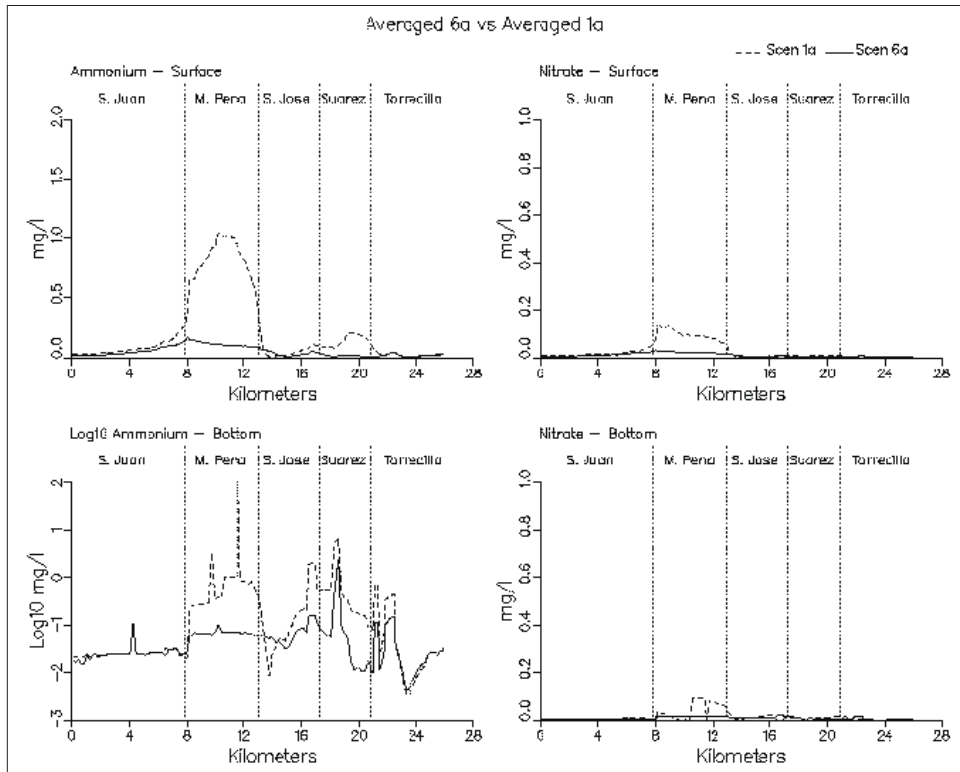 Averaged 6a vs Averaged 1a
Scen 1a Scen 6a
Ammonium – Surface
S. Juan M. Pena S. Jose Suarez Torrecilla
2.0
1.5
1.0
0.5
0.0
mg/l
0 4 8 12 16 20 24 28
Kilometers
Nitrate – Surface
S. Juan M. Pena S. Jose Suarez Torrecilla
1.0
0.8
0.6
0.4
0.2
0.0
mg/l
0 4 8 12 16 20 24 28
Kilometers
Log10 Ammonium – Bottom
S. Juan M. Pena S. Jose Suarez Torrecilla
2
1
0
-1
-2
-3
Log10 mg/l
0 4 8 12 16 20 24 28
Kilometers
Nitrate – Bottom
S. Juan M. Pena S. Jose Suarez Torrecilla
1.0
0.8
0.6
0.4
0.2
0.0
mg/l
0 4 8 12 16 20 24 28
Kilometers